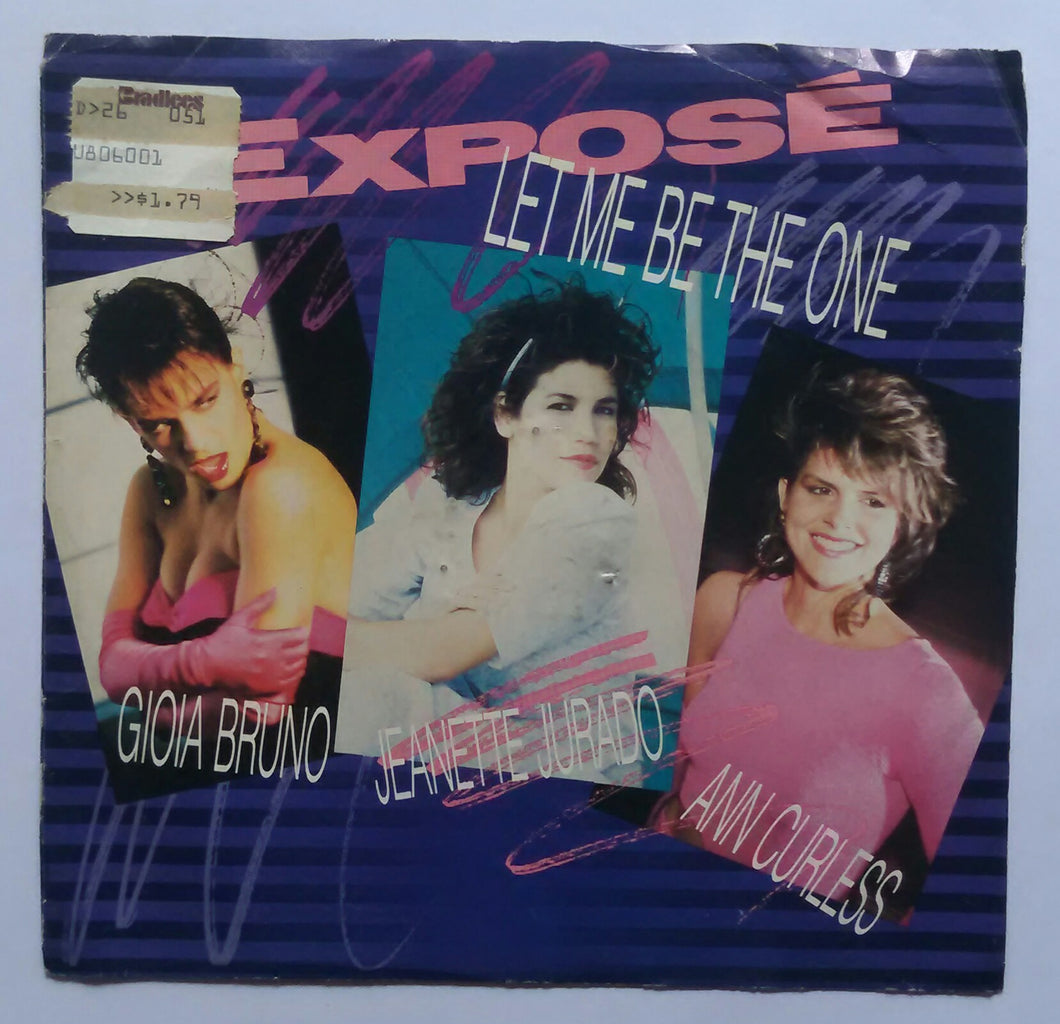 Bradlees
D>26 051
U806001
>>$1.79
EXPOSÉ
LET ME BE THE ONE
GIOIA BRUNO
JEANETTE JURADO
ANN CURLESS